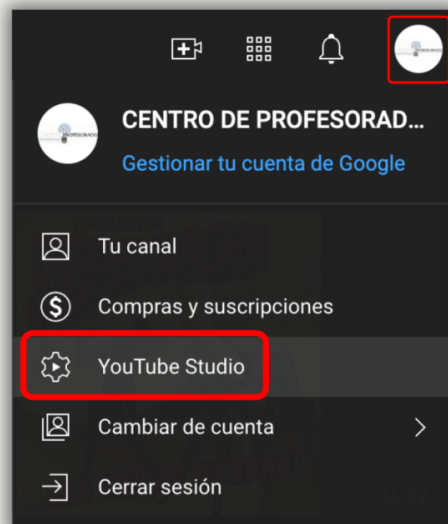 CENTRO DE PROFESORAD...
Gestionar tu cuenta de Google
Tu canal
Compras y suscripciones
YouTube Studio
Cambiar de cuenta
Cerrar sesión